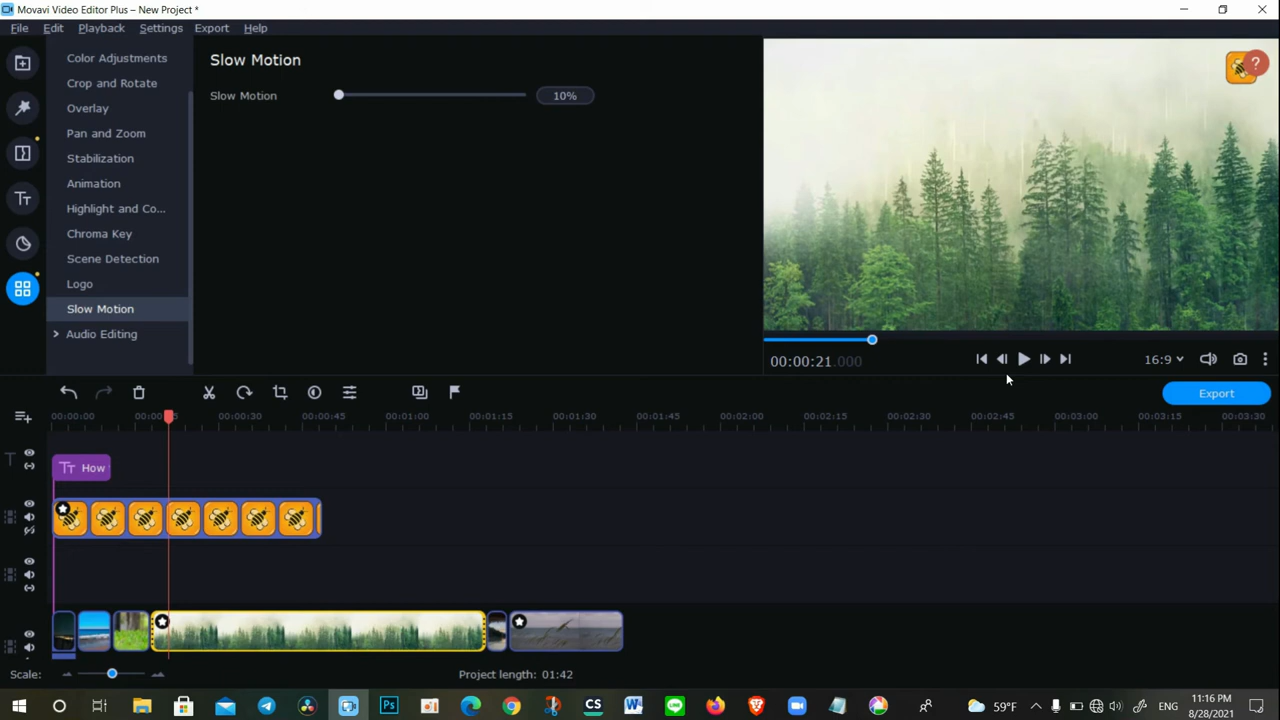 Movavi Video Editor Plus – New Project *
File Edit Playback Settings Export Help
Color Adjustments
Crop and Rotate
Overlay
Pan and Zoom
Stabilization
Animation
Highlight and Co...
Chroma Key
Scene Detection
Logo
Slow Motion
Audio Editing
Slow Motion
Slow Motion 10%
?
00:00:21.000
16:9
Export
00:00:00 00:00:30 00:00:45 00:01:00 00:01:15 00:01:30 00:01:45 00:02:00 00:02:15 00:02:30 00:02:45 00:03:00 00:03:15 00:03:30
How
Scale:
Project length: 01:42
Ps
CS
W
LINE
59°F
ENG
11:16 PM
8/28/2021